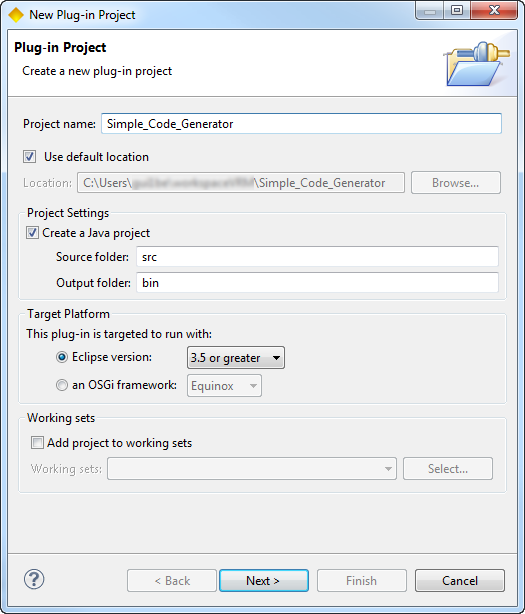 New Plug-in Project
Plug-in Project
Create a new plug-in project
Project name: Simple_Code_Generator
Use default location
Location: C:\Users\ \Simple_Code_Generator Browse...
Project Settings
Create a Java project
Source folder: src
Output folder: bin
Target Platform
This plug-in is targeted to run with:
Eclipse version: 3.5 or greater
an OSGi framework: Equinox
Working sets
Add project to working sets
Working sets: Select...
? < Back Next > Finish Cancel